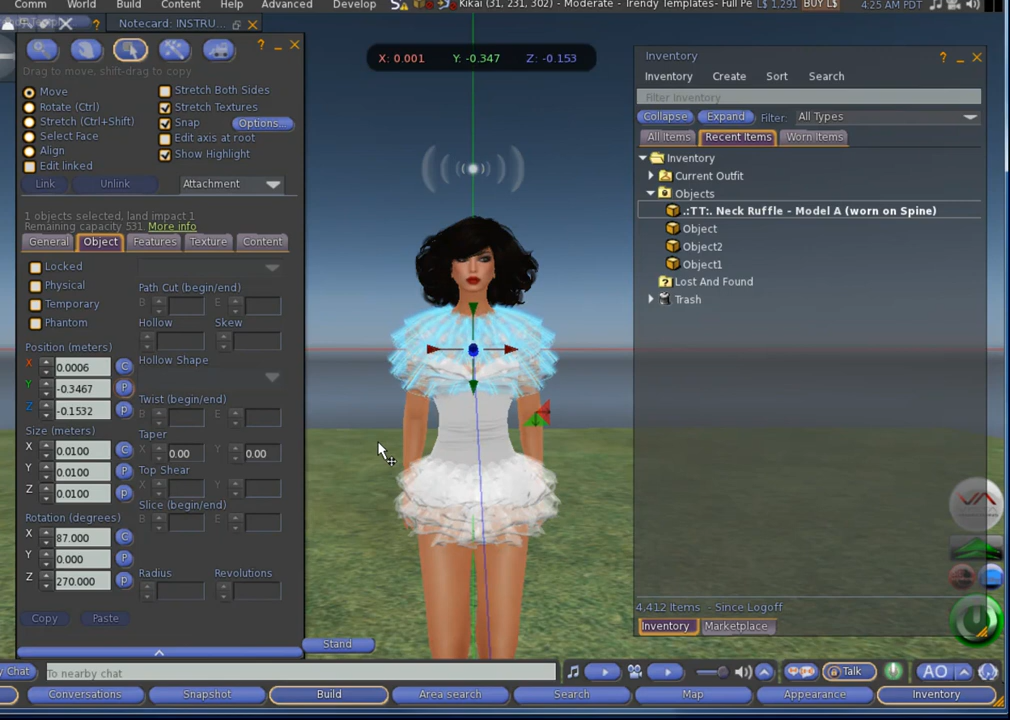 Comm World Build Content Help Avatar Advanced Develop Kikai (31, 231, 302) - Moderate - Trendy Templates- Full Pe L$ 1,291 BUY L$ 4:25 AM PDT
Notecard: INSTRU...
Drag to move, shift-drag to copy
Move
Rotate (Ctrl)
Stretch (Ctrl+Shift)
Select Face
Align
Edit linked
Stretch Both Sides
Stretch Textures
Snap Options...
Edit axis at root
Show Highlight
Link Unlink Attachment
1 objects selected, land impact 1
Remaining capacity 531. More info
General Object Features Texture Content
Locked
Physical
Temporary
Phantom
Position (meters)
X 0.0006 C
Y -0.3467 P
Z -0.1532 p
Size (meters)
X 0.0100 C
Y 0.0100 P
Z 0.0100 p
Rotation (degrees)
X 87.000 C
Y 0.000 P
Z 270.000 p
Copy Paste
Path Cut (begin/end)
B E
Hollow Skew
Hollow Shape
Twist (begin/end)
B E
Taper
X 0.00 Y 0.00
Top Shear
X Y
Slice (begin/end)
B E
Radius Revolutions
X: 0.001 Y: -0.347 Z: -0.153
Inventory
Inventory Create Sort Search
Filter Inventory
Collapse Expand Filter: All Types
All Items Recent Items Worn Items
Inventory
Current Outfit
Objects
.:TT:. Neck Ruffle - Model A (worn on Spine)
Object
Object2
Object1
Lost And Found
Trash
4,412 Items - Since Logoff
Inventory Marketplace
Stand
Chat To nearby chat Talk AO
Conversations Snapshot Build Area search Search Map Appearance Inventory